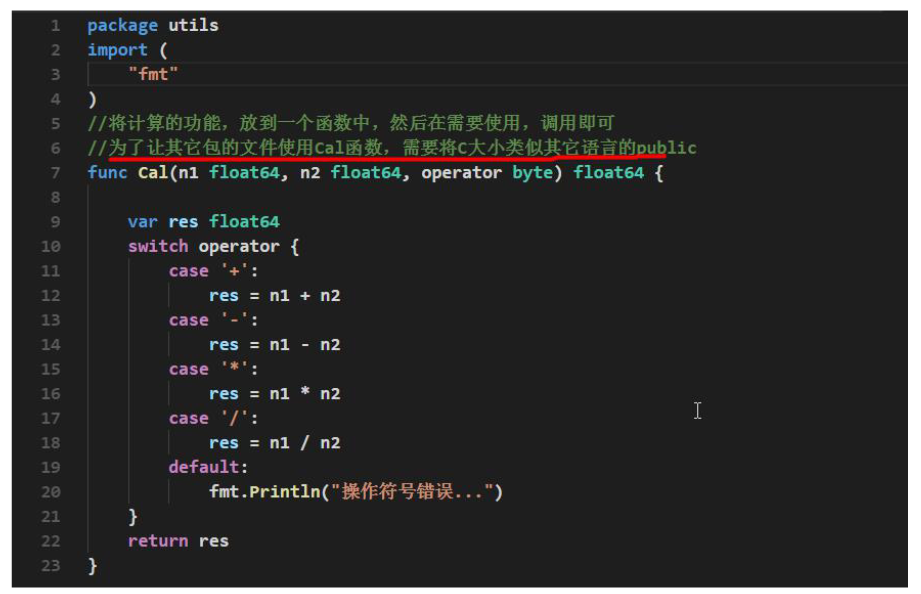 1 package utils
2 import (
3 "fmt"
4 )
5 //将计算的功能，放到一个函数中，然后在需要使用，调用即可
6 //为了让其它包的文件使用Cal函数，需要将C大小类似其它语言的public
7 func Cal(n1 float64, n2 float64, operator byte) float64 {
8
9 var res float64
10 switch operator {
11 case '+':
12 res = n1 + n2
13 case '-':
14 res = n1 - n2
15 case '*':
16 res = n1 * n2
17 case '/':
18 res = n1 / n2
19 default:
20 fmt.Println("操作符号错误...")
21 }
22 return res
23 }